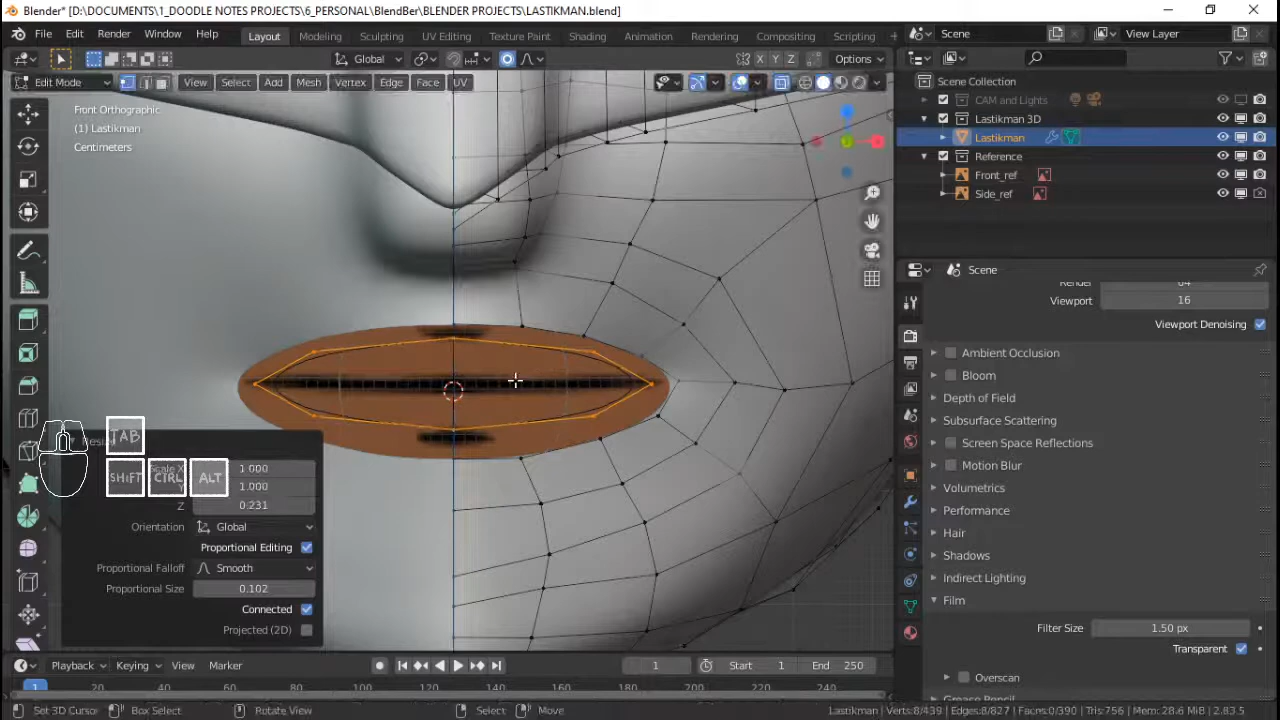 Blender* [D:\DOCUMENTS\1_DOODLE NOTES PROJECTS\6_PERSONAL\BlendBer\BLENDER PROJECTS\LASTIKMAN.blend]
File Edit Render Window Help Layout Modeling Sculpting UV Editing Texture Paint Shading Animation Rendering Compositing Scripting + Scene View Layer
Global X Y Z Options
Edit Mode View Select Add Mesh Vertex Edge Face UV Scene Collection
Front Orthographic
(1) Lastikman
Centimeters
CAM and Lights
Lastikman 3D
Lastikman
Reference
Front_ref
Side_ref
Z
Scene
Render 64
Viewport 16
Viewport Denoising
Ambient Occlusion
Bloom
Depth of Field
Subsurface Scattering
Screen Space Reflections
Motion Blur
Volumetrics
Hair
Shadows
Indirect Lighting
Film
Filter Size 1.50 px
Transparent
Overscan
Grease Pencil
TAB
SHIFT CTRL ALT
Scale X 1.000
1.000
Z 0.231
Orientation Global
Proportional Editing
Proportional Falloff Smooth
Proportional Size 0.102
Connected
Projected (2D)
Playback Keying View Marker 1 Start 1 End 250
1 20 40 60 80 100 120 140 160 180 200 220 240
Set 3D Cursor Box Select Rotate View Select Move Lastikman | Verts:8/439 | Edges:8/827 | Faces:0/390 | Tris:756 | Mem: 28.6 MiB | 2.83.5